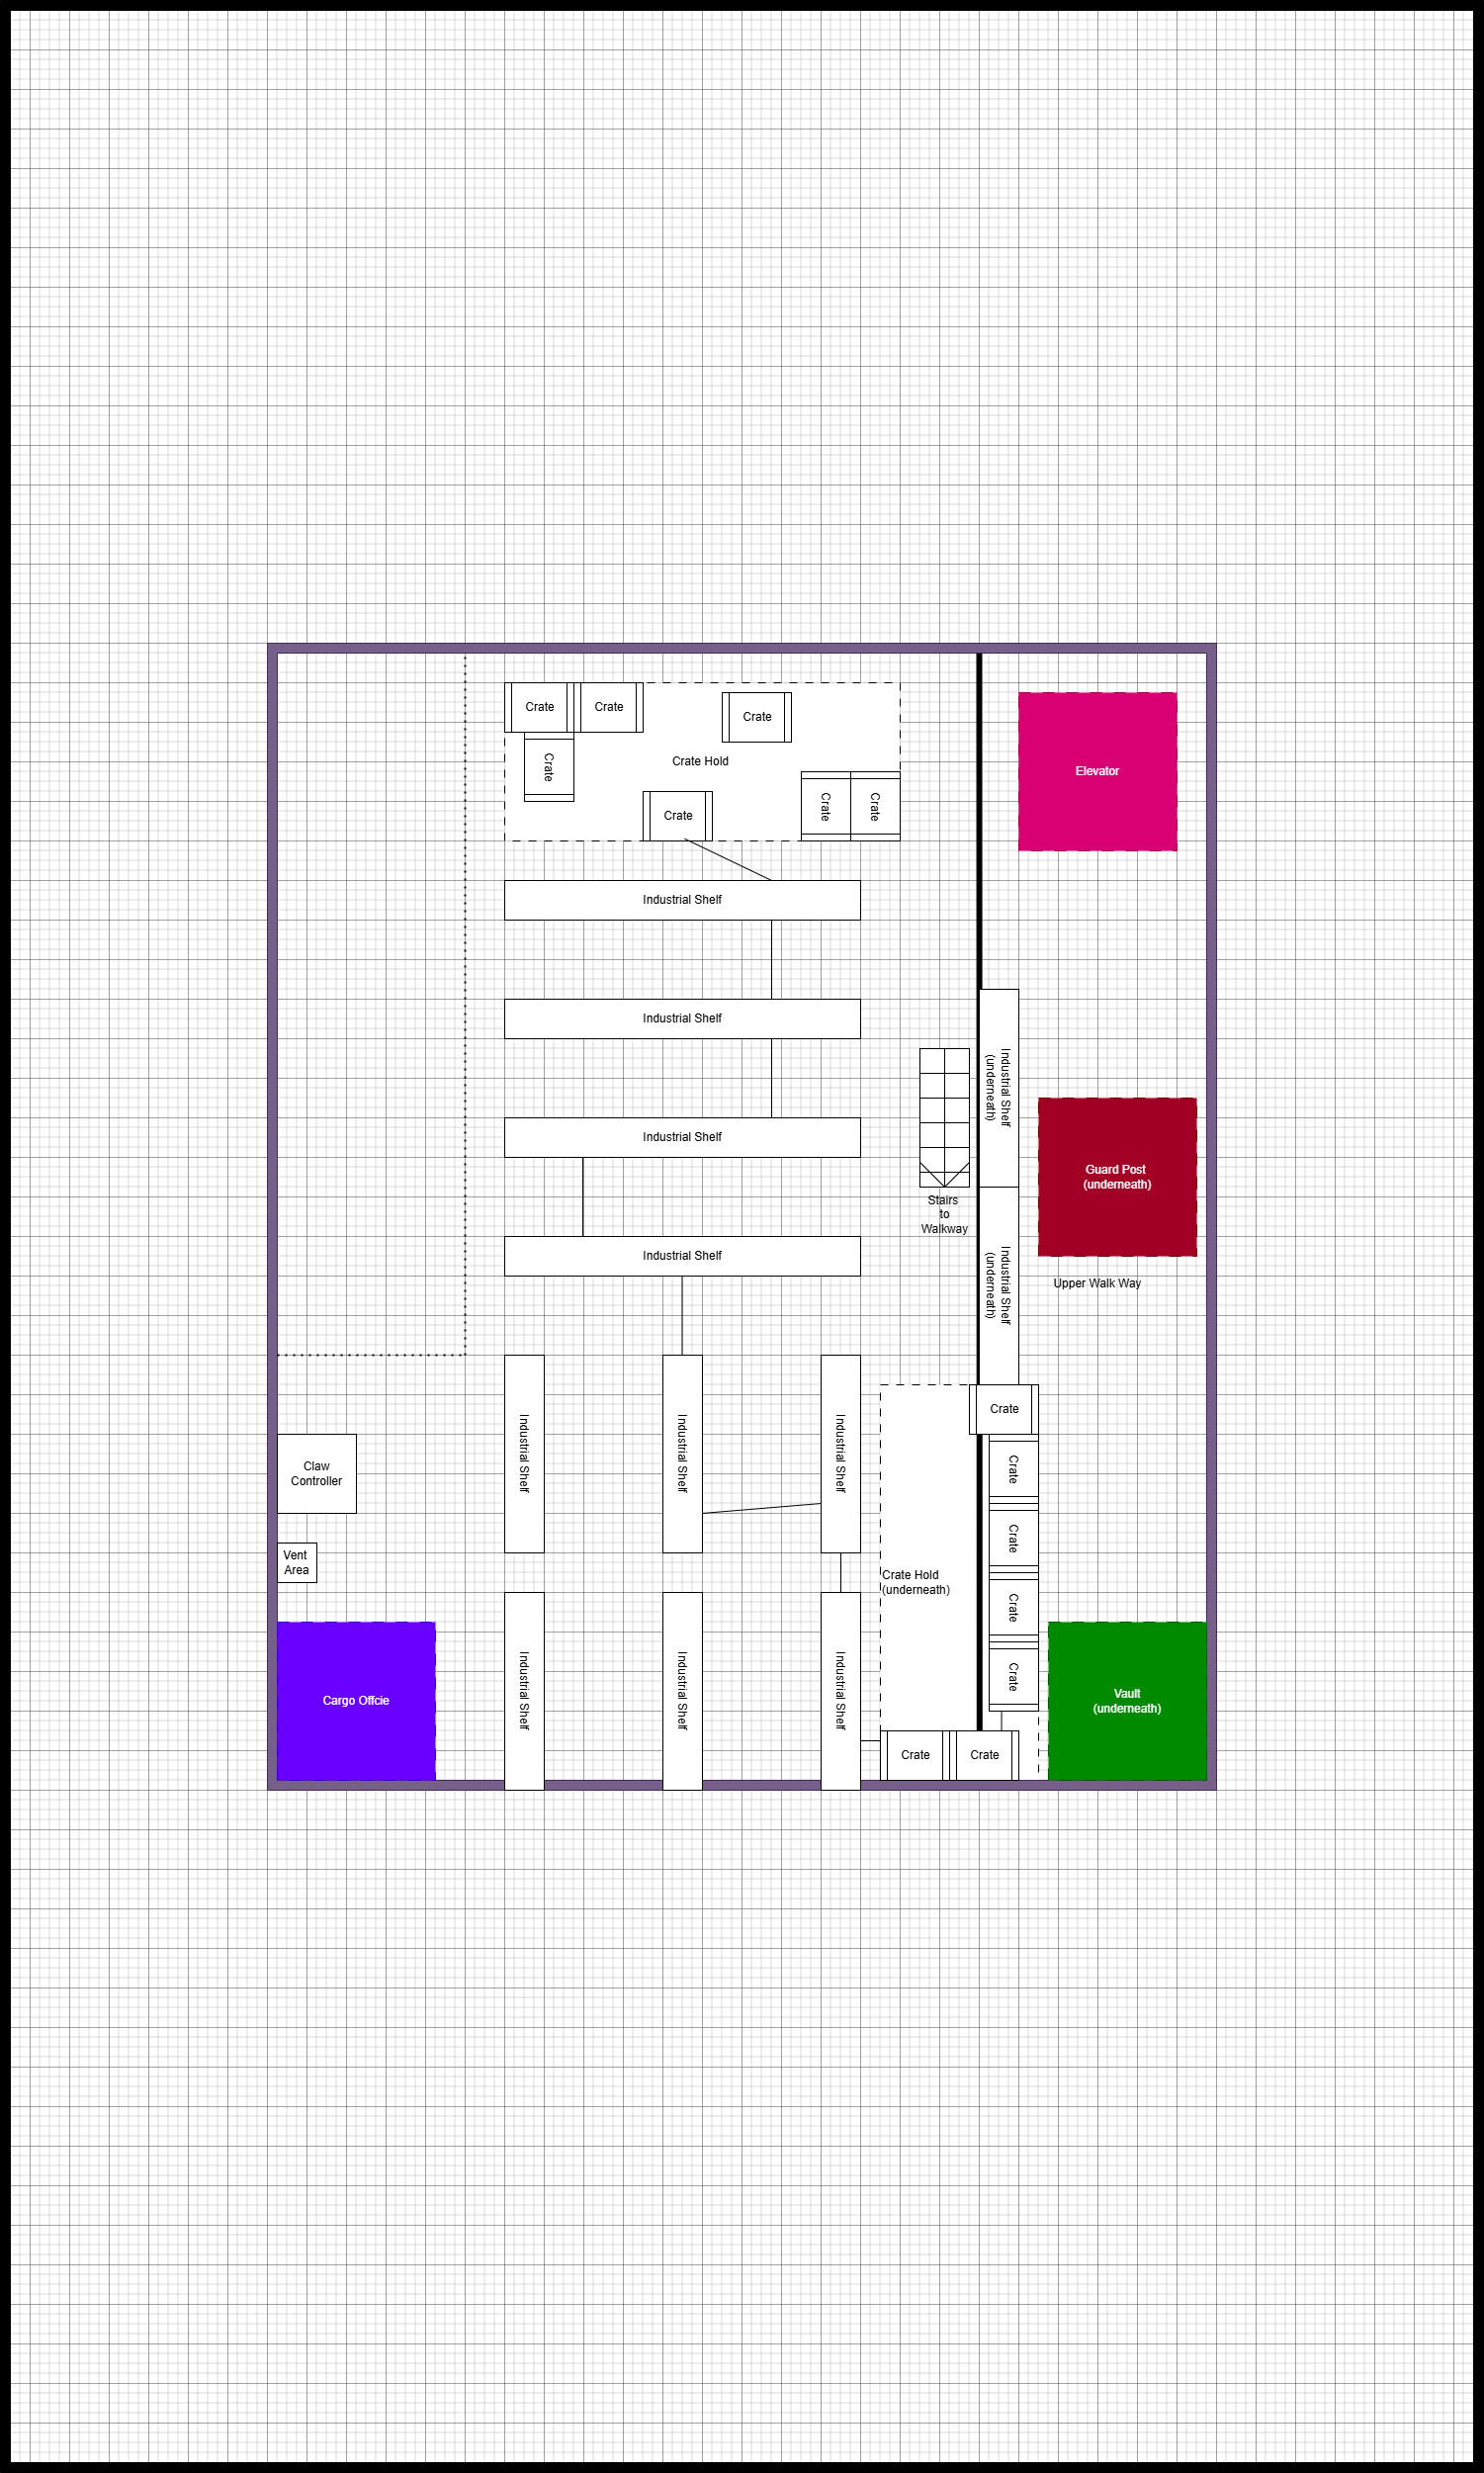 Crate
Crate
Crate
Crate
Crate Hold
Elevator
Crate
Crate
Crate
Industrial Shelf
Industrial Shelf
Industrial Shelf
(underneath)
Industrial Shelf
Guard Post
(underneath)
Stairs
to
Walkway
Industrial Shelf
Industrial Shelf
(underneath)
Upper Walk Way
Crate
Industrial Shelf
Industrial Shelf
Industrial Shelf
Claw
Controller
Crate
Crate
Vent
Area
Crate Hold
(underneath)
Crate
Crate
Industrial Shelf
Industrial Shelf
Industrial Shelf
Cargo Offcie
Vault
(underneath)
Crate
Crate